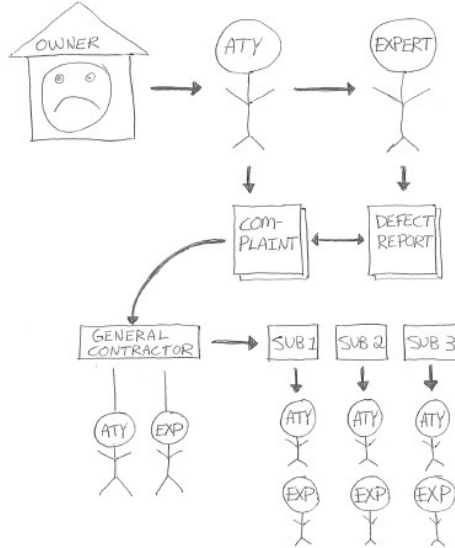 OWNER
ATY
EXPERT
COM-
PLAINT
DEFECT
REPORT
GENERAL
CONTRACTOR
SUB 1
SUB 2
SUB 3
ATY
EXP
ATY
ATY
ATY
EXP
EXP
EXP